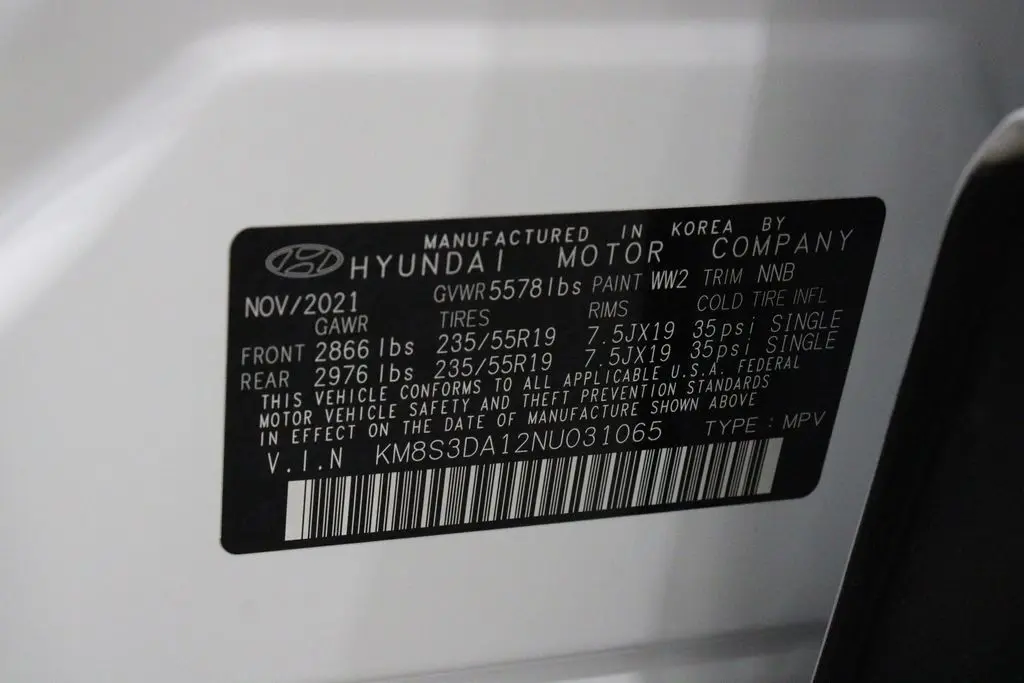 MANUFACTURED IN KOREA BY
HYUNDAI MOTOR COMPANY
NOV/2021 GVWR 5578lbs PAINT WW2 TRIM NNB
GAWR TIRES RIMS COLD TIRE INFL
FRONT 2866 lbs 235/55R19 7.5JX19 35psi SINGLE
REAR 2976 lbs 235/55R19 7.5JX19 35psi SINGLE
THIS VEHICLE CONFORMS TO ALL APPLICABLE U.S.A. FEDERAL
MOTOR VEHICLE SAFETY AND THEFT PREVENTION STANDARDS
IN EFFECT ON THE DATE OF MANUFACTURE SHOWN ABOVE
V.I.N KM8S3DA12NU031065 TYPE : MPV